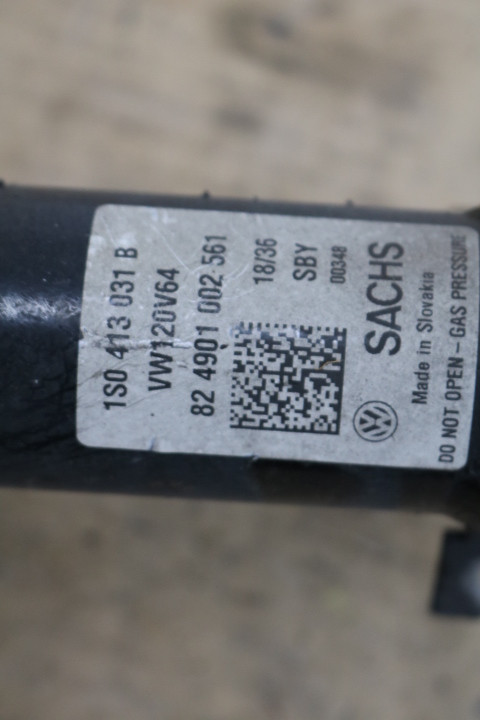 1S0 413 031 B
VW120V64
82 4901 002 561
18/36
SBY
00348
SACHS
Made in Slovakia
DO NOT OPEN - GAS PRESSURE